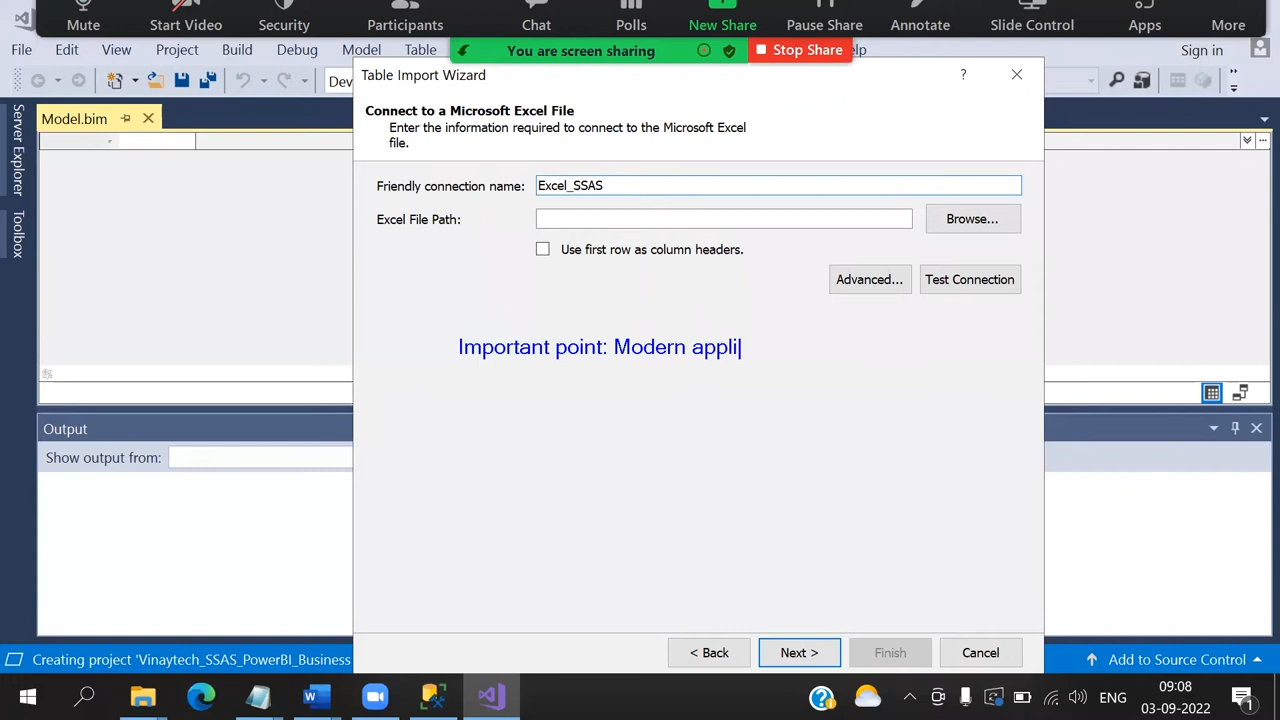 Mute
Start Video
Security
Participants
Chat
Polls
New Share
Pause Share
Annotate
Slide Control
Apps
More
File Edit View Project Build Debug Model Table
You are screen sharing
Stop Share
Sign in
Dev
Table Import Wizard
?
Server Explorer
Toolbox
Model.bim
Connect to a Microsoft Excel File
Enter the information required to connect to the Microsoft Excel
file.
Friendly connection name: Excel_SSAS
Excel File Path:
Browse...
Use first row as column headers.
Advanced...
Test Connection
Important point: Modern appli
Output
Show output from:
< Back
Next >
Finish
Cancel
Creating project 'Vinaytech_SSAS_PowerBI_Business
Add to Source Control
ENG
09:08
03-09-2022
1